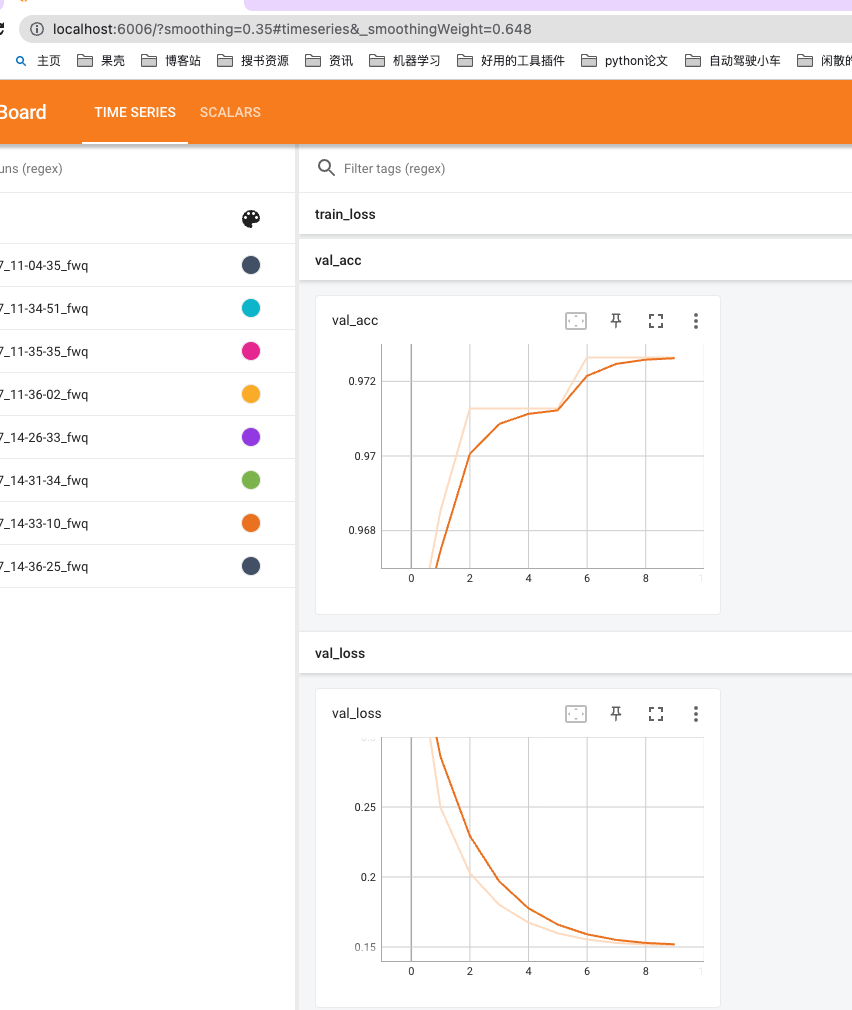 localhost:6006/?smoothing=0.35#timeseries&_smoothingWeight=0.648
主页 果壳 博客站 搜书资源 资讯 机器学习 好用的工具插件 python论文 自动驾驶小车 闲散的
Board TIME SERIES SCALARS
uns (regex)
Filter tags (regex)
train_loss
7_11-04-35_fwq
7_11-34-51_fwq
7_11-35-35_fwq
7_11-36-02_fwq
7_14-26-33_fwq
7_14-31-34_fwq
7_14-33-10_fwq
7_14-36-25_fwq
val_acc
val_acc
0.972
0.97
0.968
0 2 4 6 8 1
val_loss
val_loss
0.3
0.25
0.2
0.15
0 2 4 6 8 1